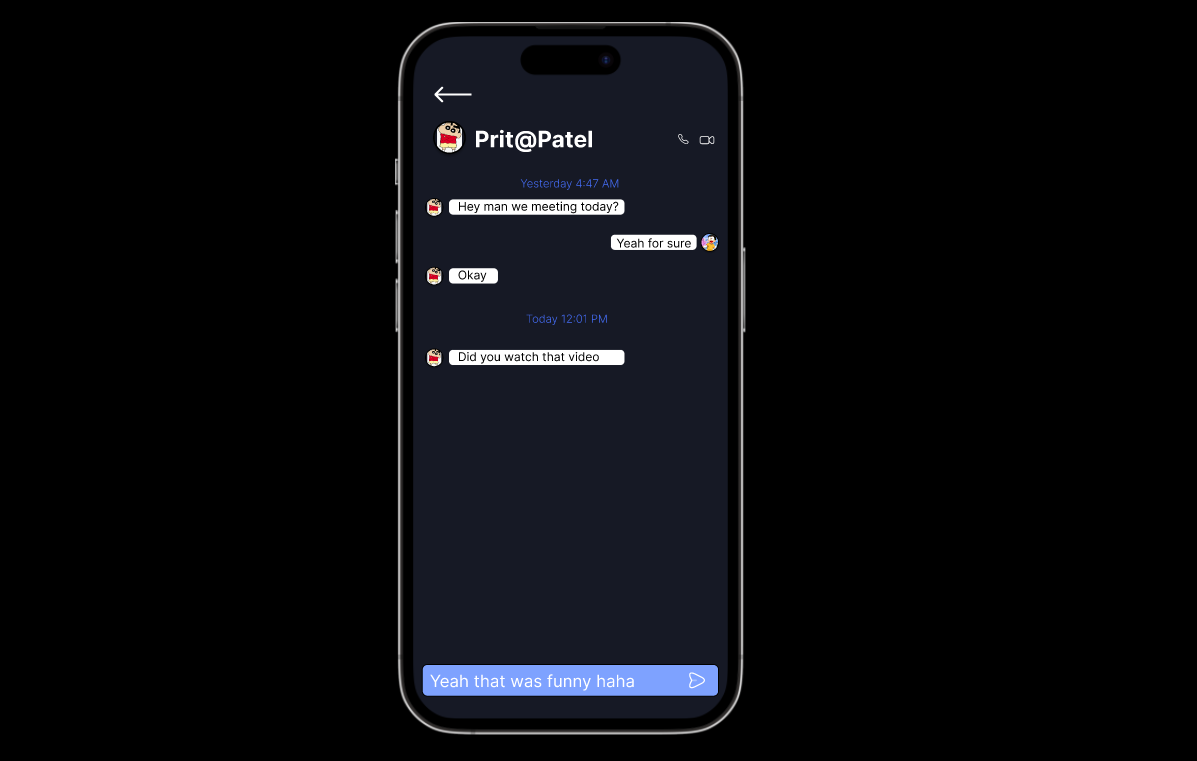 Prit@Patel
Yesterday 4:47 AM
Hey man we meeting today?
Yeah for sure
Okay
Today 12:01 PM
Did you watch that video
Yeah that was funny haha